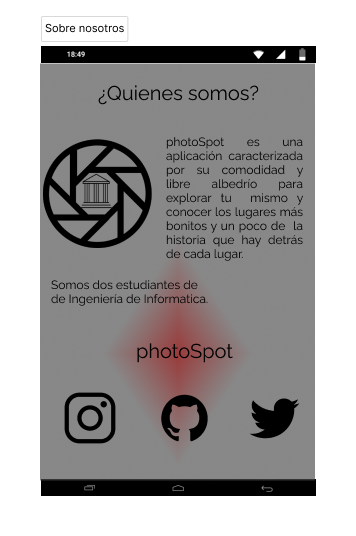 Sobre nosotros
18:49
¿Quienes somos?
photoSpot es una
aplicación caracterizada
por su comodidad y
libre albedrío para
explorar tu mismo y
conocer los lugares más
bonitos y un poco de la
historia que hay detrás
de cada lugar.
Somos dos estudiantes de
de Ingeniería de Informatica.
photoSpot